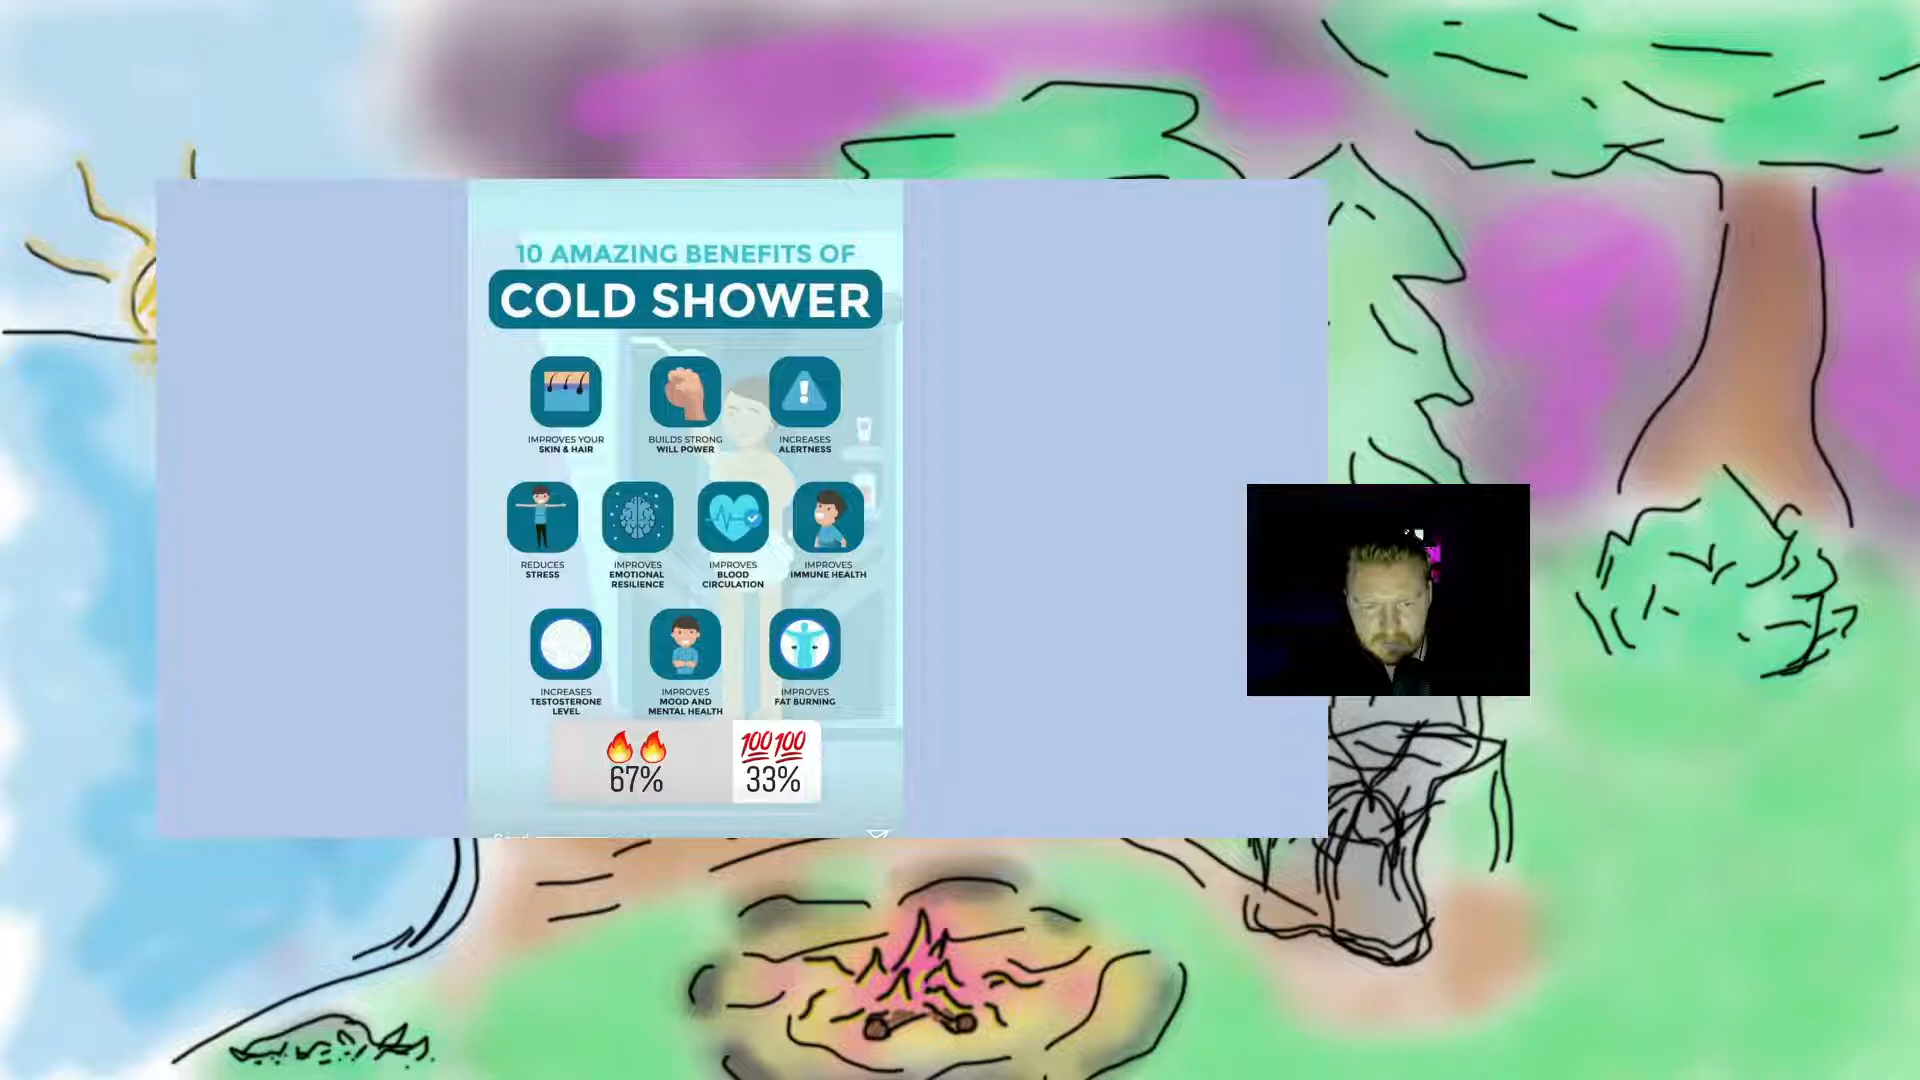 10 AMAZING BENEFITS OF
COLD SHOWER
IMPROVES YOUR
SKIN & HAIR
BUILDS STRONG
WILL POWER
INCREASES
ALERTNESS
REDUCES
STRESS
IMPROVES
EMOTIONAL
RESILIENCE
IMPROVES
BLOOD
CIRCULATION
IMPROVES
IMMUNE HEALTH
INCREASES
TESTOSTERONE
LEVEL
IMPROVES
MOOD AND
MENTAL HEALTH
IMPROVES
FAT BURNING
🔥🔥
67%
💯💯
33%